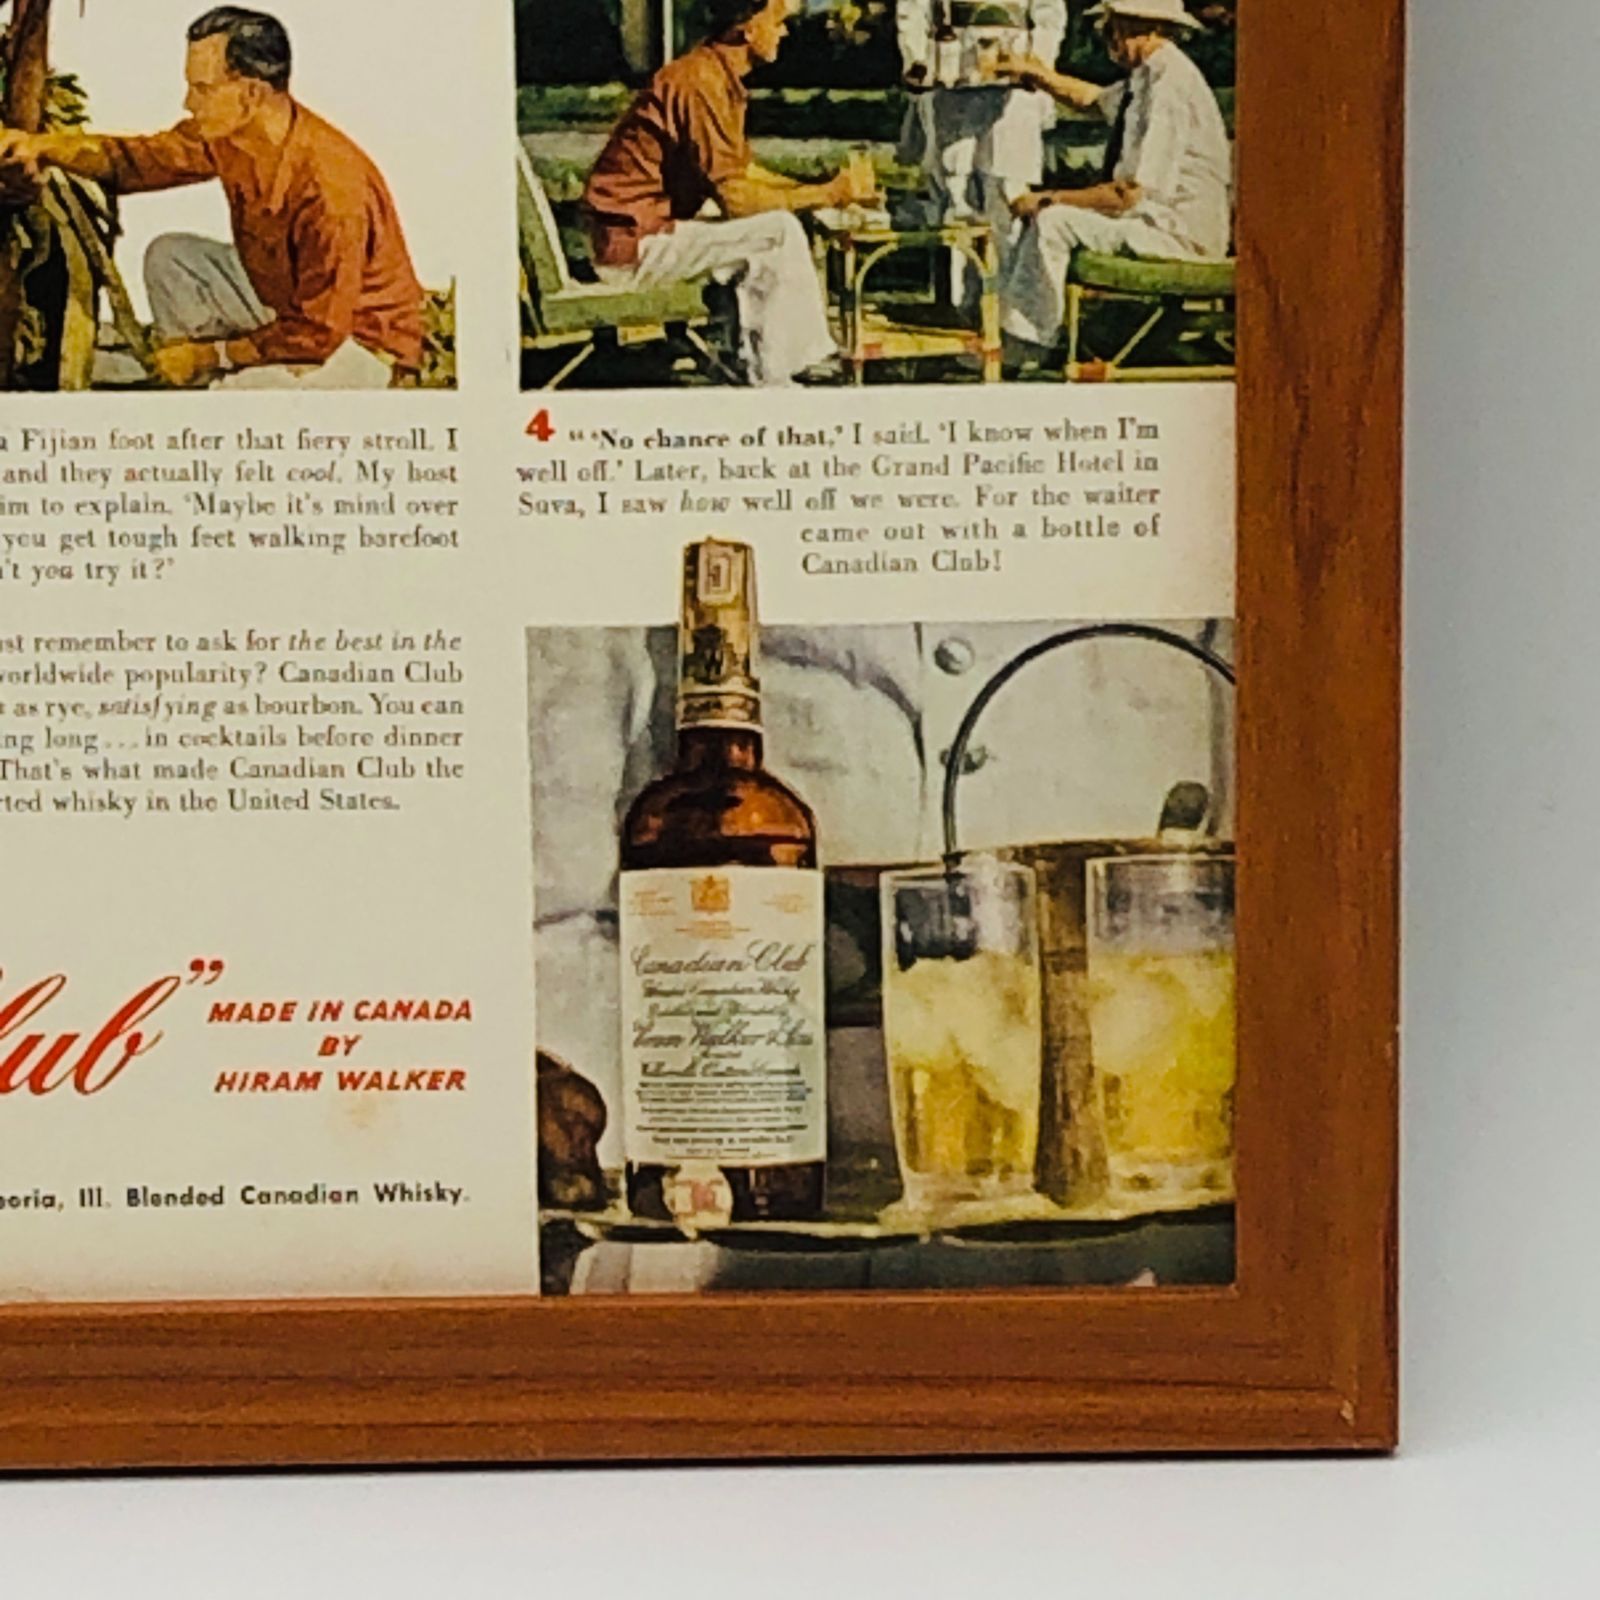 a Fijian foot after that fiery stroll. I
and they actually felt cool. My host
im to explain. 'Maybe it's mind over
you get tough feet walking barefoot
't you try it?'
st remember to ask for the best in the
worldwide popularity? Canadian Club
as rye, satisfying as bourbon. You can
ng long...in cocktails before dinner
That's what made Canadian Club the
rted whisky in the United States.
lub”
MADE IN CANADA
BY
HIRAM WALKER
eoria, Ill. Blended Canadian Whisky.
4 "'No chance of that,' I said. 'I know when I'm
well off.' Later, back at the Grand Pacific Hotel in
Suva, I saw how well off we were. For the waiter
came out with a bottle of
Canadian Club!
Canadian Club
Hiram Walker & Sons